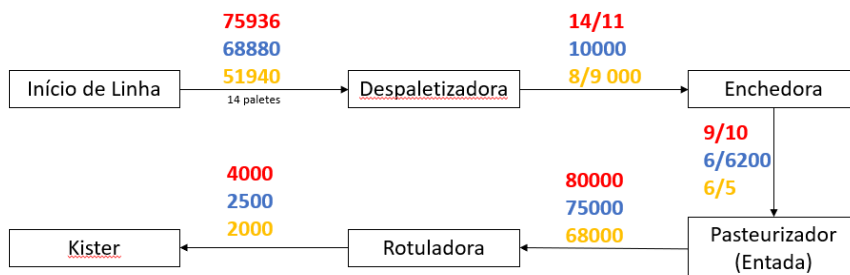 75936
68880
51940
14 paletes
14/11
10000
8/9 000
Início de Linha
Despaletizadora
Enchedora
9/10
6/6200
6/5
4000
2500
2000
80000
75000
68000
Kister
Rotuladora
Pasteurizador
(Entada)